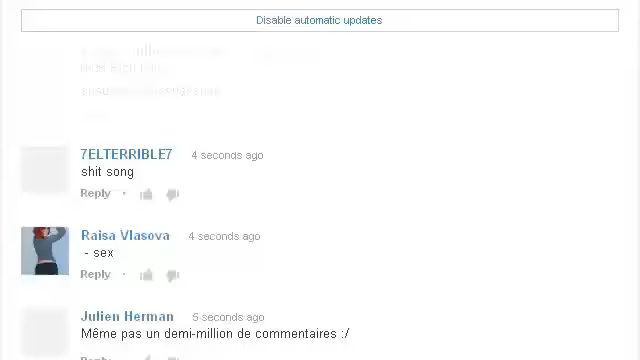 Disable automatic updates
7ELTERRIBLE7 4 seconds ago
shit song
Reply ·
Raisa Vlasova 4 seconds ago
- sex
Reply ·
Julien Herman 5 seconds ago
Même pas un demi-million de commentaires :/
Reply ·